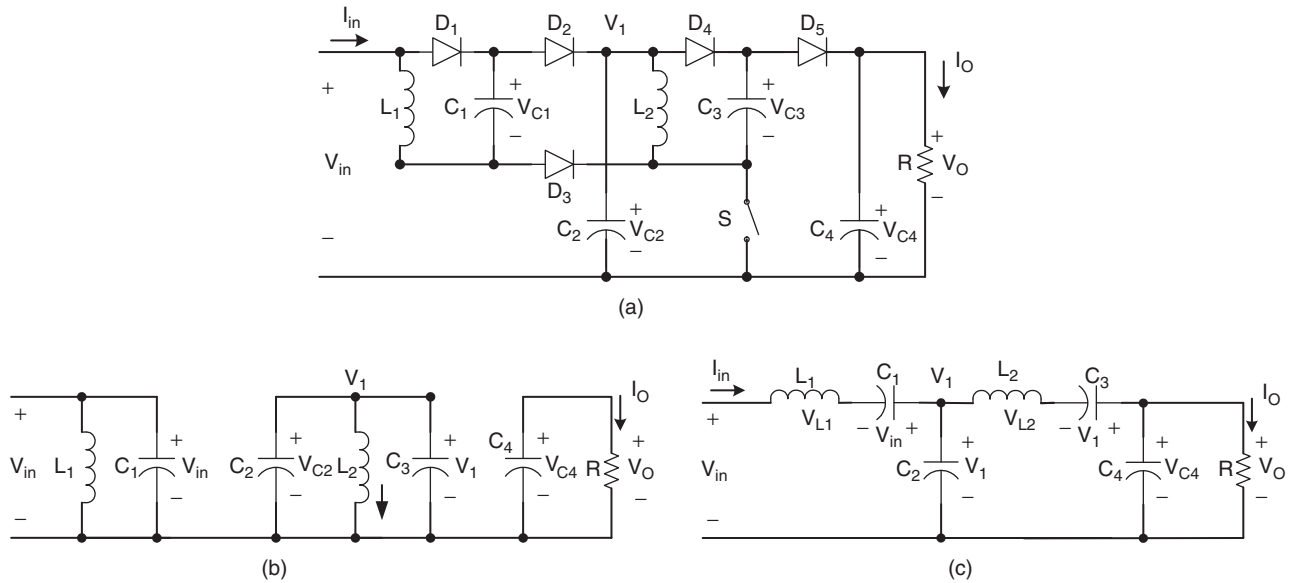 I_in D_1 D_2 V_1 D_4 D_5
I_O
+ L_1 C_1 + V_C1 − L_2 C_3 + V_C3 −
V_in D_3 R + V_O −
− C_2 + V_C2 − S C_4 + V_C4 −
(a)
V_1 I_O
+ V_in − L_1 C_1 + V_in − C_2 + V_C2 − L_2 C_3 + V_1 − C_4 + V_C4 − R + V_O −
(b)
I_in L_1 C_1 V_1 L_2 C_3 I_O
+ V_L1 − V_in + V_L2 − V_1 +
V_in − C_2 + V_1 − C_4 + V_C4 − R + V_O −
(c)